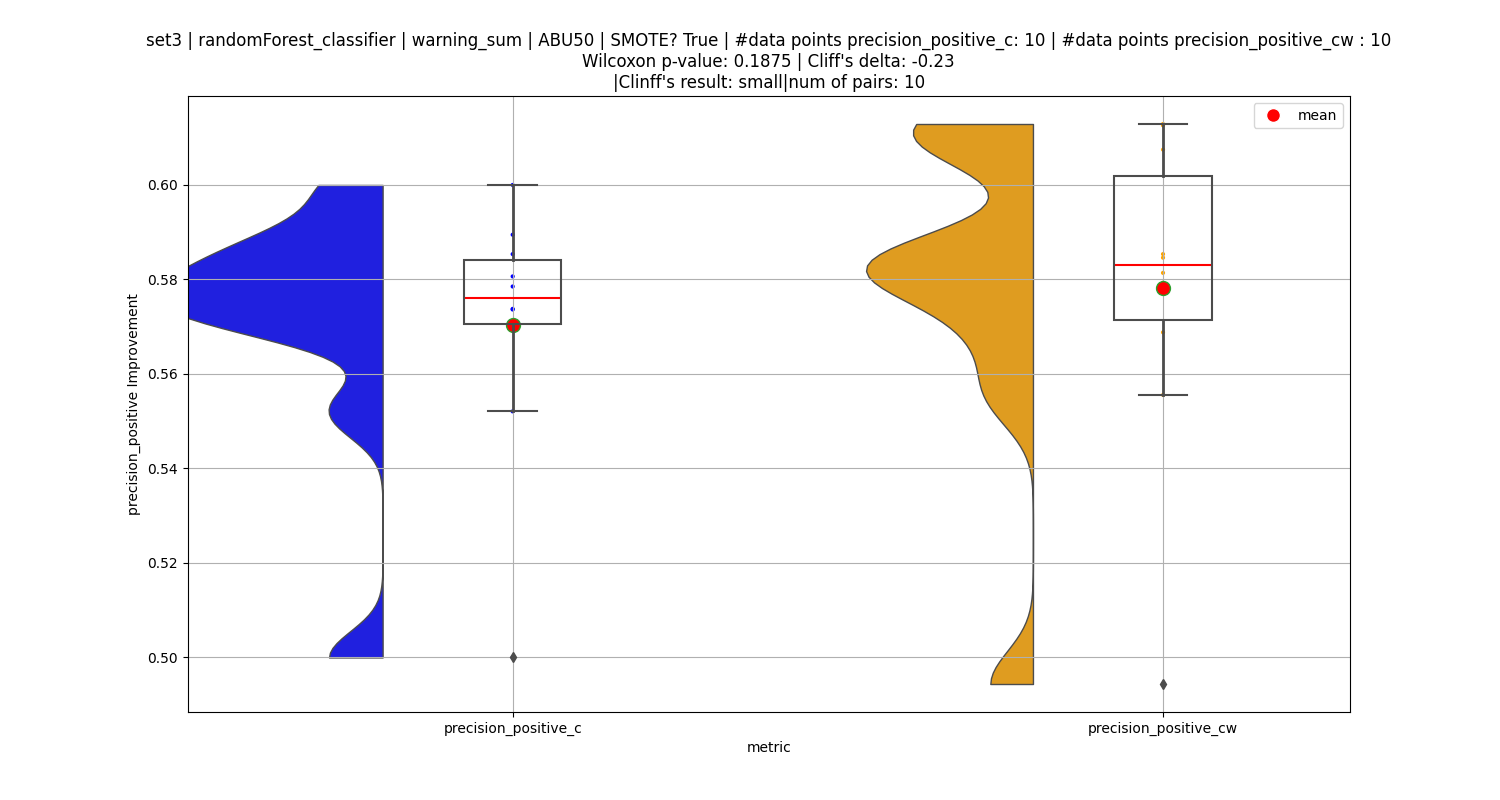 set3 | randomForest_classifier | warning_sum | ABU50 | SMOTE? True | #data points precision_positive_c: 10 | #data points precision_positive_cw : 10
Wilcoxon p-value: 0.1875 | Cliff's delta: -0.23
|Clinff's result: small|num of pairs: 10
mean
0.60
0.58
0.56
0.54
0.52
0.50
precision_positive Improvement
precision_positive_c
precision_positive_cw
metric